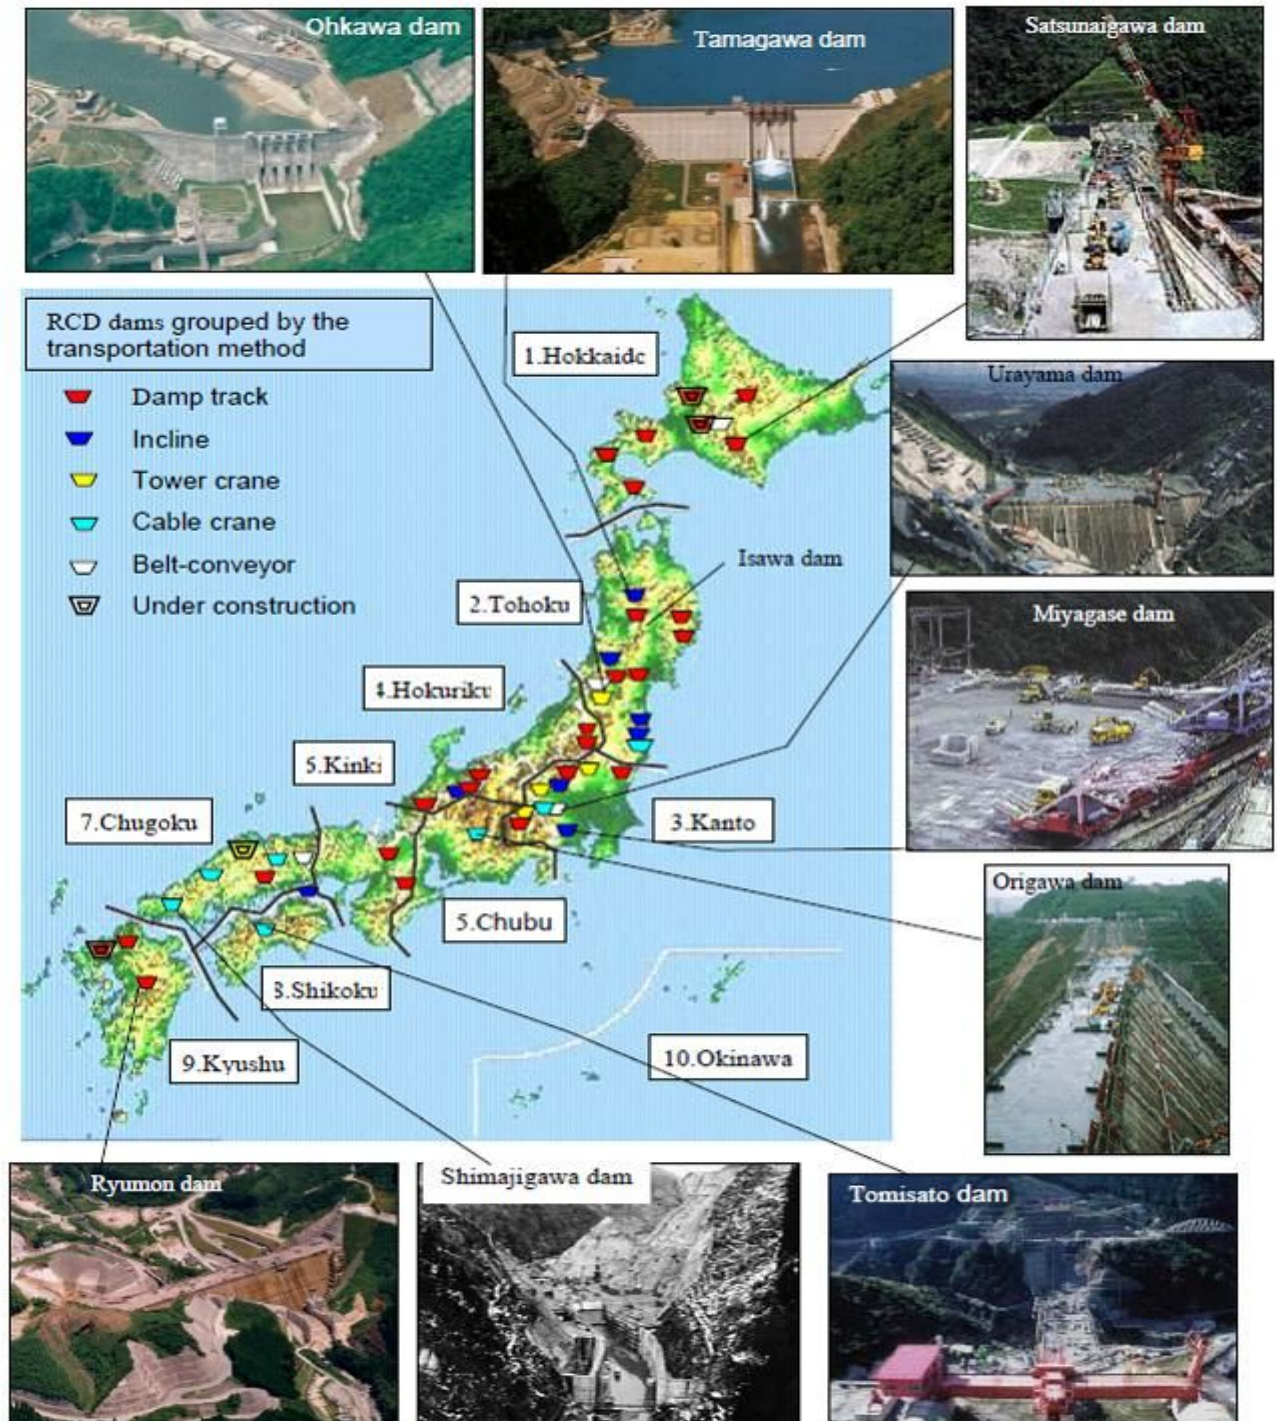 Ohkawa dam
Tamagawa dam
Satsunaigawa dam
RCD dams grouped by the
transportation method
Damp track
Incline
Tower crane
Cable crane
Belt-conveyor
Under construction
1.Hokkaidc
Urayama dam
Isawa dam
2.Tohoku
Miyagase dam
4.Hokuriku
5.Kinki
7.Chugoku
3.Kanto
Origawa dam
5.Chubu
8.Shikoku
9.Kyushu
10.Okinawa
Ryumon dam
Shimajigawa dam
Tomisato dam